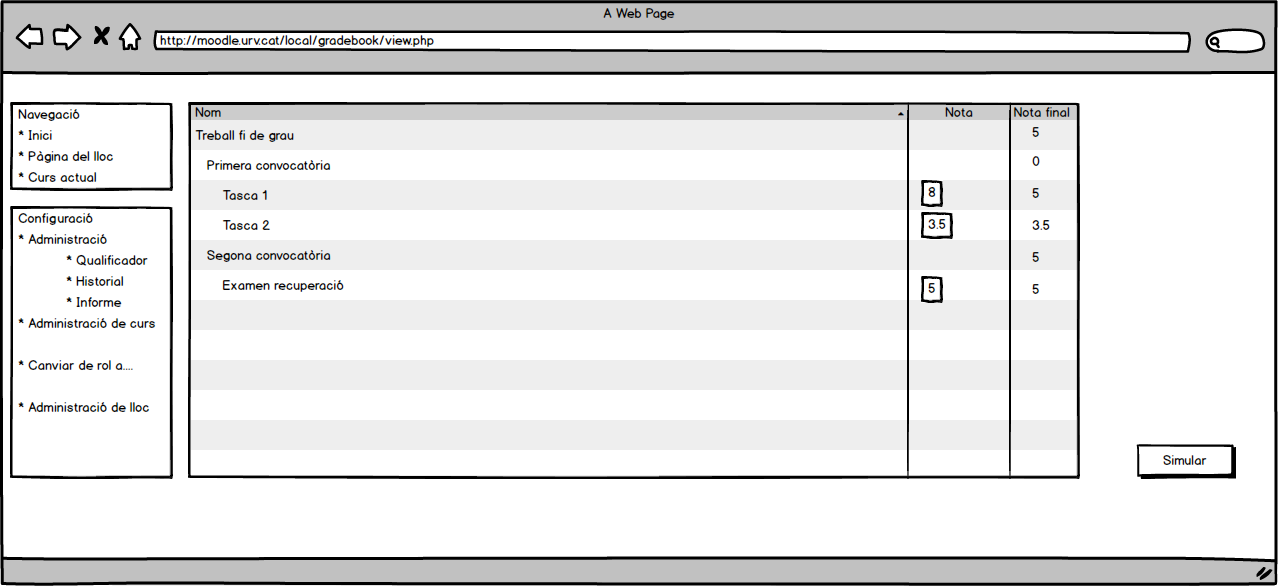 A Web Page
http://moodle.urv.cat/local/gradebook/view.php
Navegació
* Inici
* Pàgina del lloc
* Curs actual
Configuració
* Administració
* Qualificador
* Historial
* Informe
* Administració de curs
* Canviar de rol a....
* Administració de lloc
Nom Nota Nota final
Treball fi de grau 5
Primera convocatòria 0
Tasca 1 8 5
Tasca 2 3.5 3.5
Segona convocatòria 5
Examen recuperació 5 5
Simular